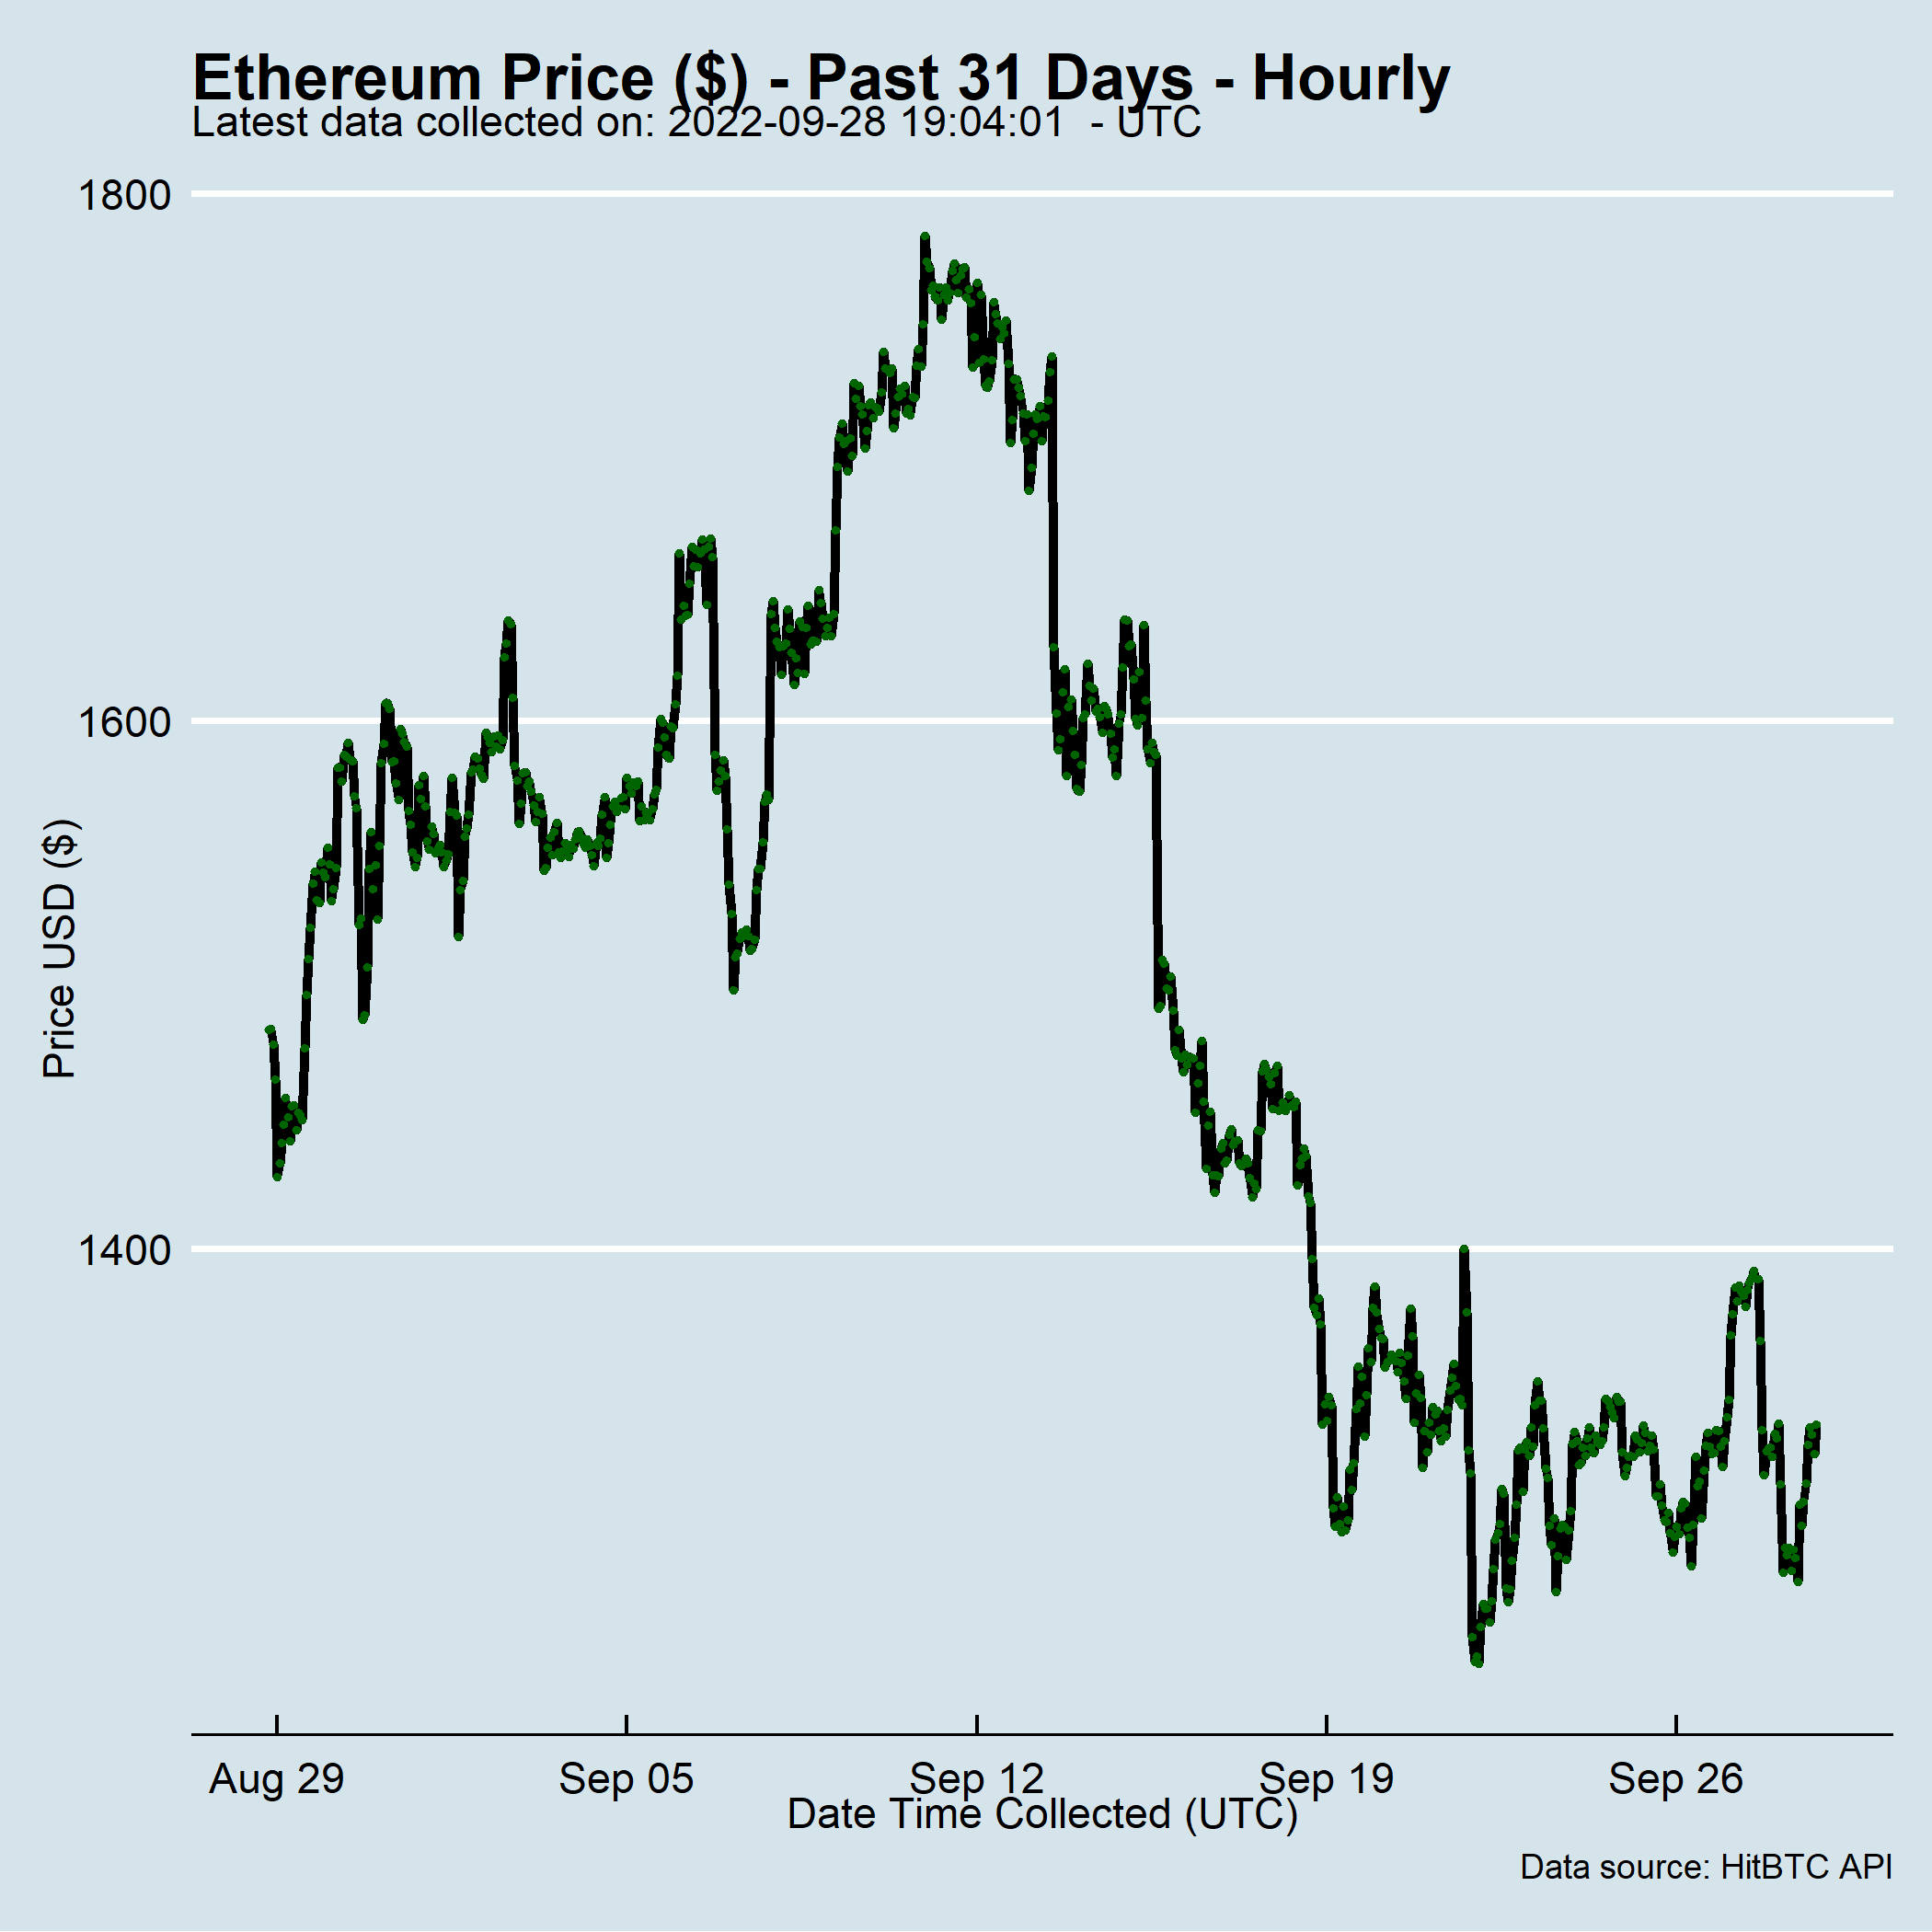 Ethereum Price ($) - Past 31 Days - Hourly
Latest data collected on: 2022-09-28 19:04:01  - UTC
1800
1600
1400
Price USD ($)
Aug 29
Sep 05
Sep 12
Sep 19
Sep 26
Date Time Collected (UTC)
Data source: HitBTC API